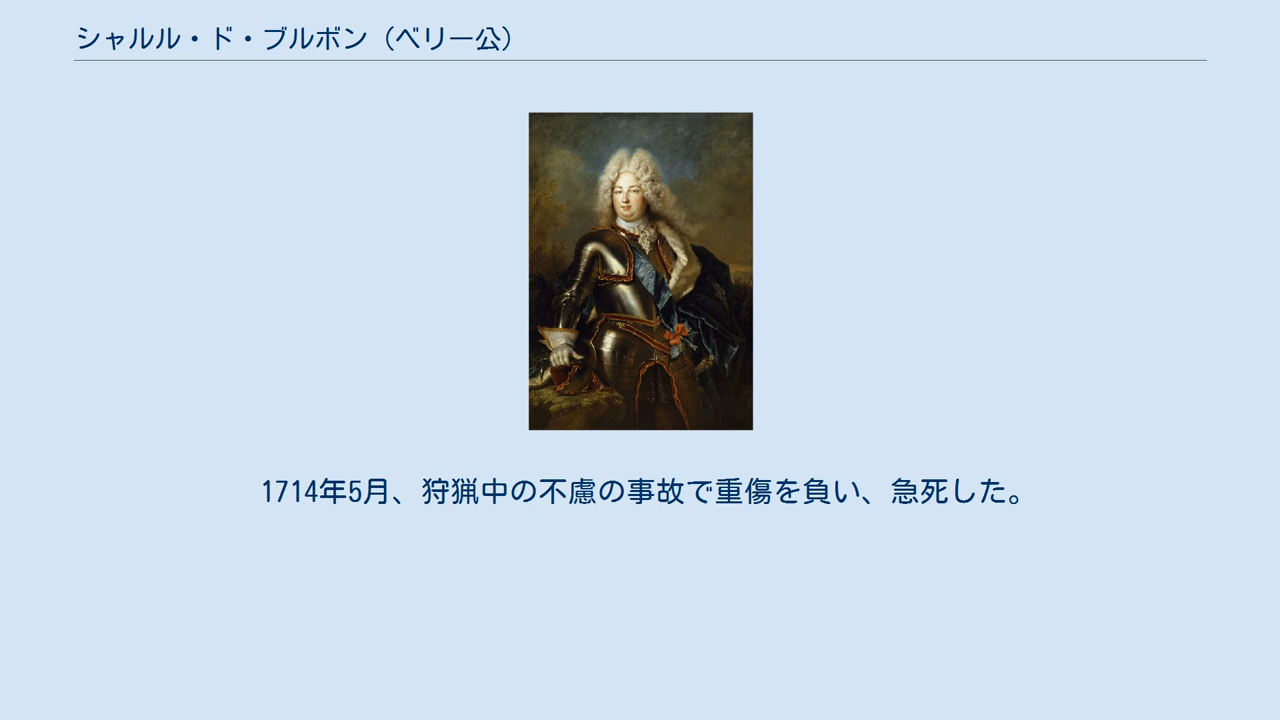 シャルル・ド・ブルボン（ベリー公）
1714年5月、狩猟中の不慮の事故で重傷を負い、急死した。